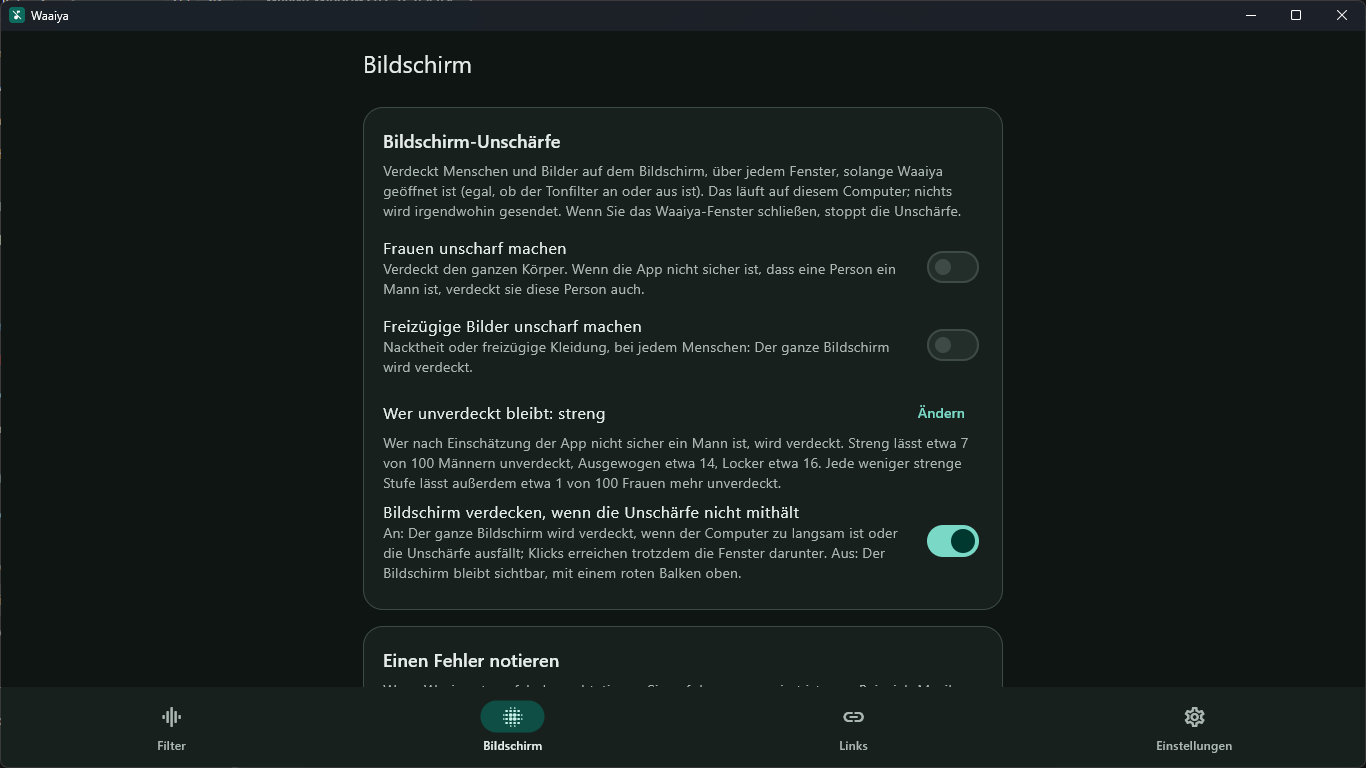 Waaiya
Bildschirm
Bildschirm-Unschärfe
Verdeckt Menschen und Bilder auf dem Bildschirm, über jedem Fenster, solange Waaiya
geöffnet ist (egal, ob der Tonfilter an oder aus ist). Das läuft auf diesem Computer; nichts
wird irgendwohin gesendet. Wenn Sie das Waaiya-Fenster schließen, stoppt die Unschärfe.
Frauen unscharf machen
Verdeckt den ganzen Körper. Wenn die App nicht sicher ist, dass eine Person ein
Mann ist, verdeckt sie diese Person auch.
Freizügige Bilder unscharf machen
Nacktheit oder freizügige Kleidung, bei jedem Menschen: Der ganze Bildschirm
wird verdeckt.
Wer unverdeckt bleibt: streng
Ändern
Wer nach Einschätzung der App nicht sicher ein Mann ist, wird verdeckt. Streng lässt etwa 7
von 100 Männern unverdeckt, Ausgewogen etwa 14, Locker etwa 16. Jede weniger strenge
Stufe lässt außerdem etwa 1 von 100 Frauen mehr unverdeckt.
Bildschirm verdecken, wenn die Unschärfe nicht mithält
An: Der ganze Bildschirm wird verdeckt, wenn der Computer zu langsam ist oder
die Unschärfe ausfällt; Klicks erreichen trotzdem die Fenster darunter. Aus: Der
Bildschirm bleibt sichtbar, mit einem roten Balken oben.
Einen Fehler notieren
Filter
Bildschirm
Links
Einstellungen